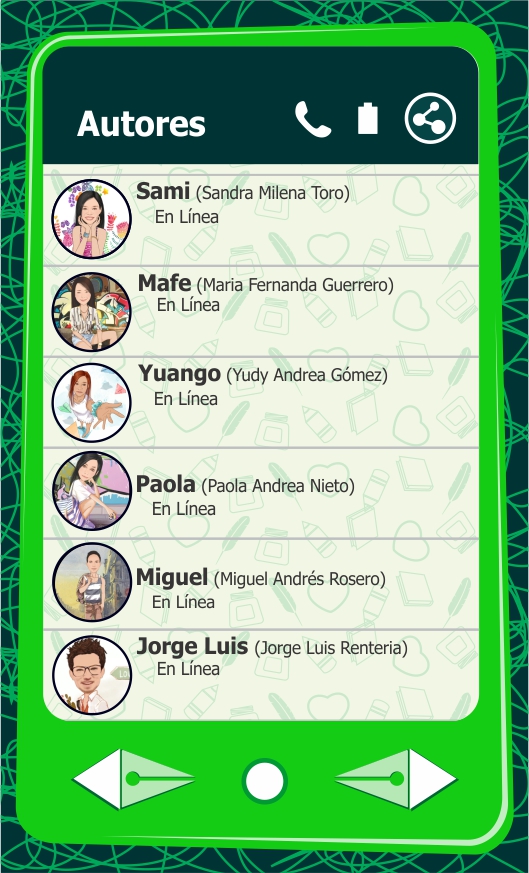 Autores
Sami (Sandra Milena Toro)
En Línea
Mafe (Maria Fernanda Guerrero)
En Línea
Yuango (Yudy Andrea Gómez)
En Línea
Paola (Paola Andrea Nieto)
En Línea
Miguel (Miguel Andrés Rosero)
En Línea
Jorge Luis (Jorge Luis Renteria)
En Línea